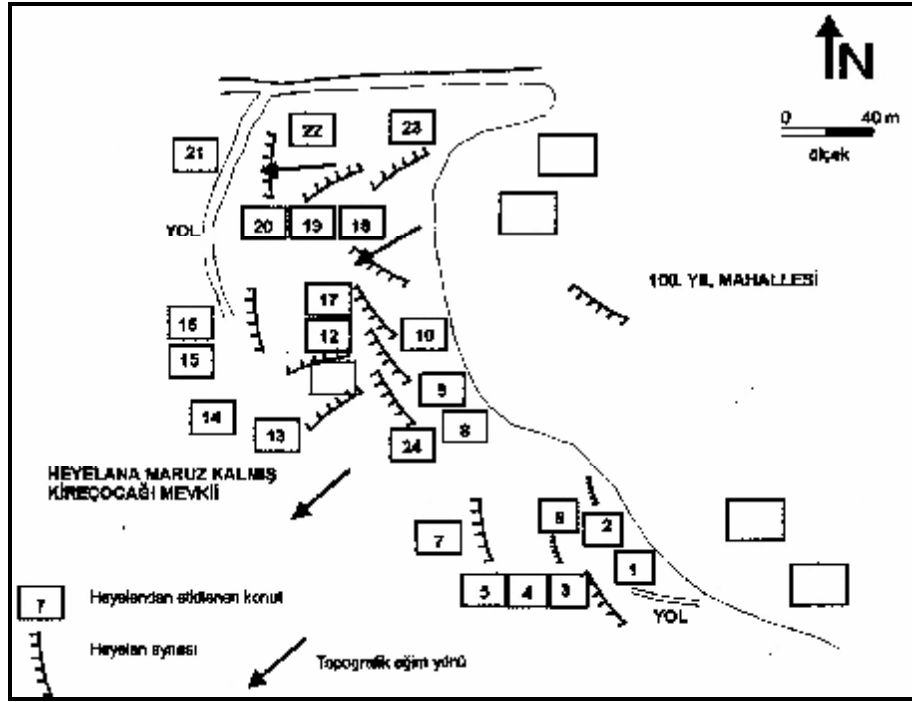 N
0 40 m
ölçek
22
23
21
20 19 18
YOL
100. YIL MAHALLESİ
17
16
12 10
15
9
14
8
13
24
HEYELANA MARUZ KALMIŞ
KİREÇOCAĞI MEVKİİ
6
2
7
1
5 4 3
YOL
7 Heyelandan etkilenen konut
Heyelan aynası
Topografik eğim yönü